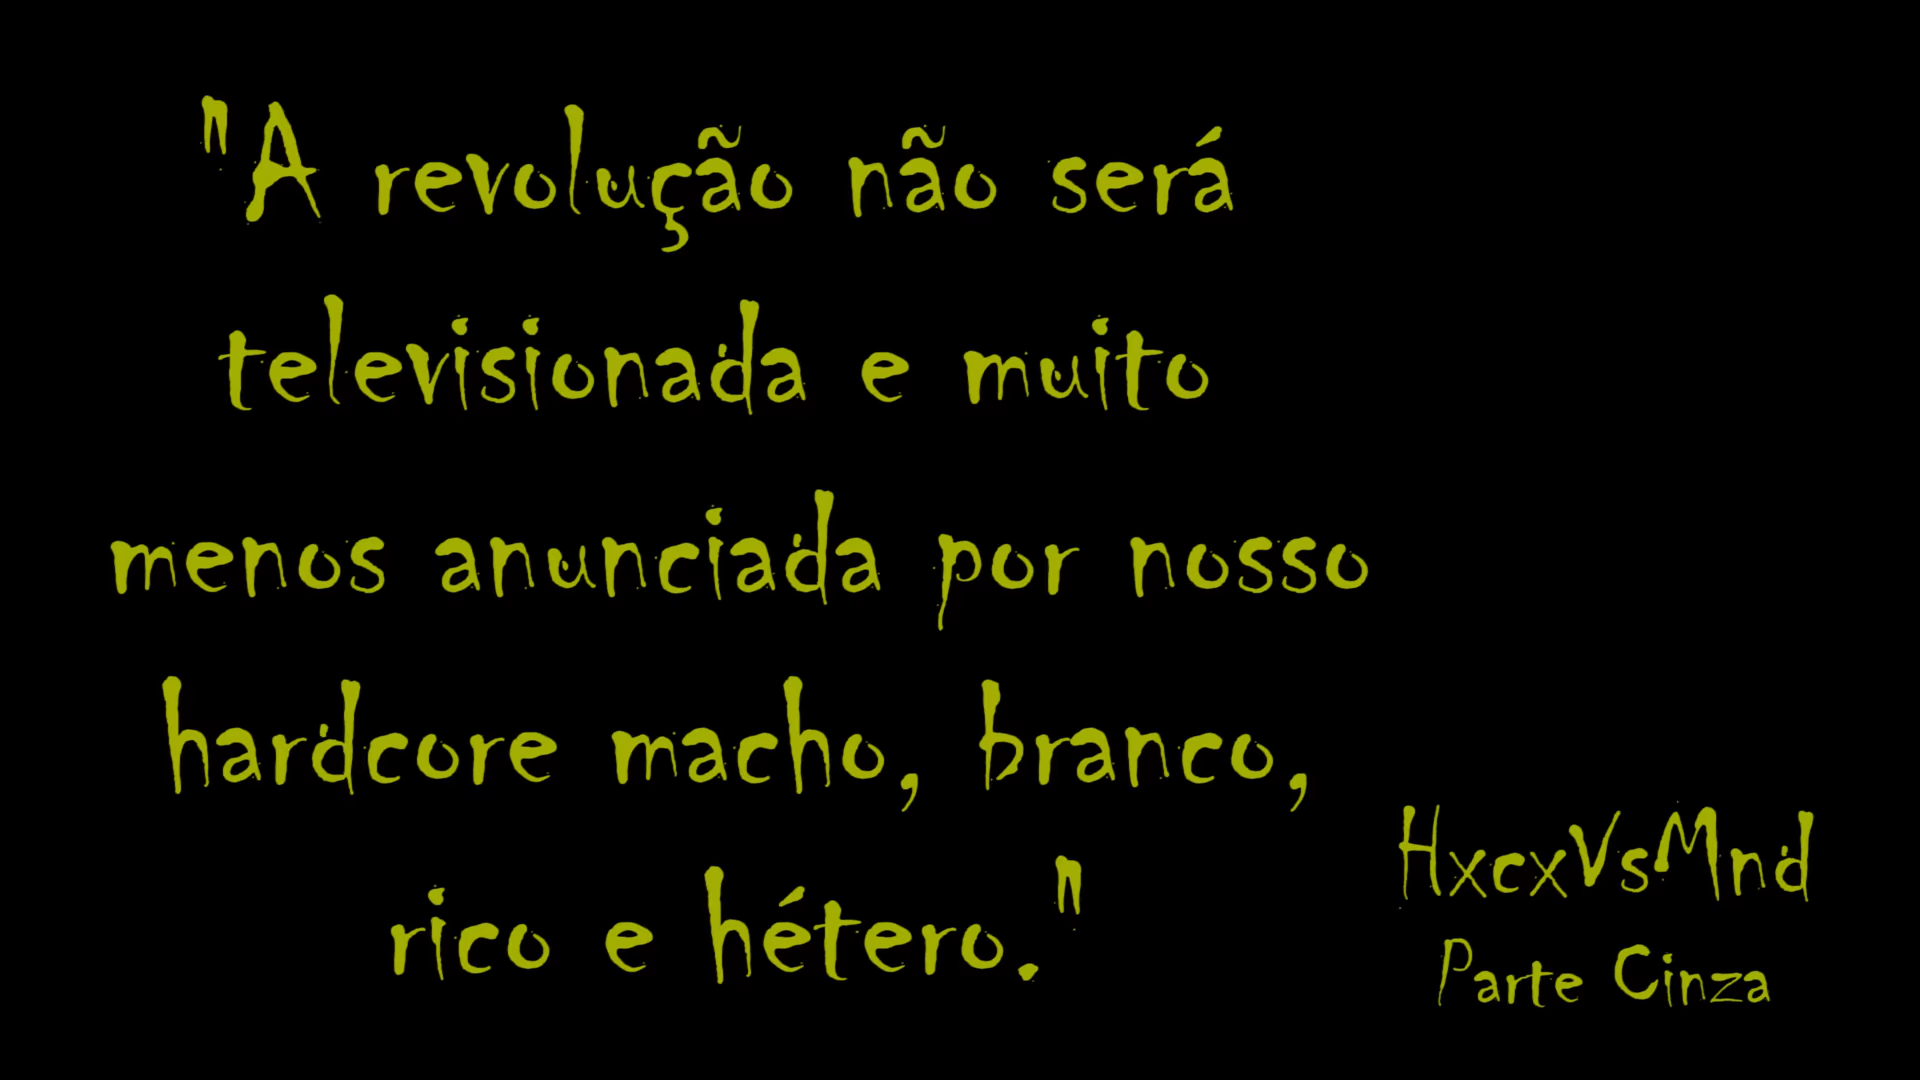 "A revolução não será
televisionada e muito
menos anunciada por nosso
hardcore macho, branco,
rico e hétero."
HxcxVsMnd
Parte Cinza